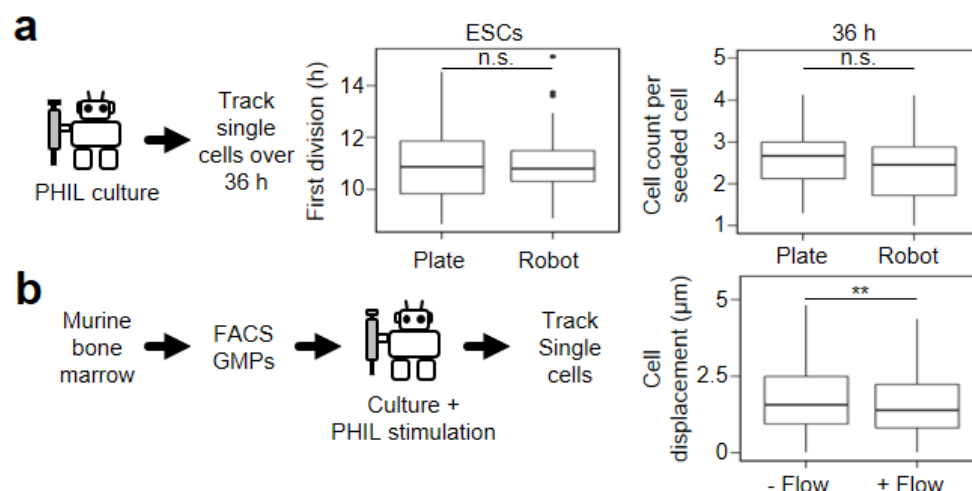 a
PHIL culture
Track
single
cells over
36 h
ESCs
n.s.
First division (h)
14
12
10
Plate
Robot
36 h
n.s.
Cell count per
seeded cell
5
4
3
2
1
Plate
Robot
b
Murine
bone
marrow
FACS
GMPs
Culture +
PHIL stimulation
Track
Single
cells
**
Cell
displacement (µm)
5
2.5
0
- Flow
+ Flow